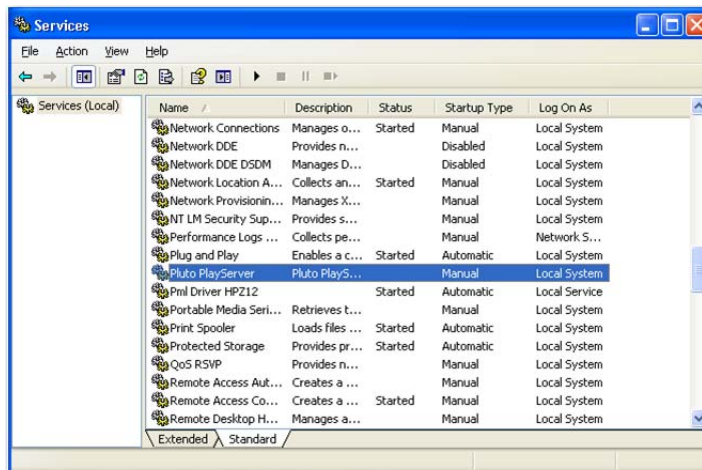 Services
File Action View Help
Services (Local)
Name Description Status Startup Type Log On As
Network Connections Manages o... Started Manual Local System
Network DDE Provides n... Disabled Local System
Network DDE DSDM Manages D... Disabled Local System
Network Location A... Collects an... Started Manual Local System
Network Provisionin... Manages X... Manual Local System
NT LM Security Sup... Provides s... Manual Local System
Performance Logs ... Collects pe... Manual Network S...
Plug and Play Enables a c... Started Automatic Local System
Pluto PlayServer Pluto PlayS... Manual Local System
Pml Driver HPZ12 Started Automatic Local Service
Portable Media Seri... Retrieves t... Manual Local System
Print Spooler Loads files ... Started Automatic Local System
Protected Storage Provides pr... Started Automatic Local System
QoS RSVP Provides n... Manual Local System
Remote Access Aut... Creates a ... Manual Local System
Remote Access Co... Creates a ... Started Manual Local System
Remote Desktop H... Manages a... Manual Local System
Extended Standard